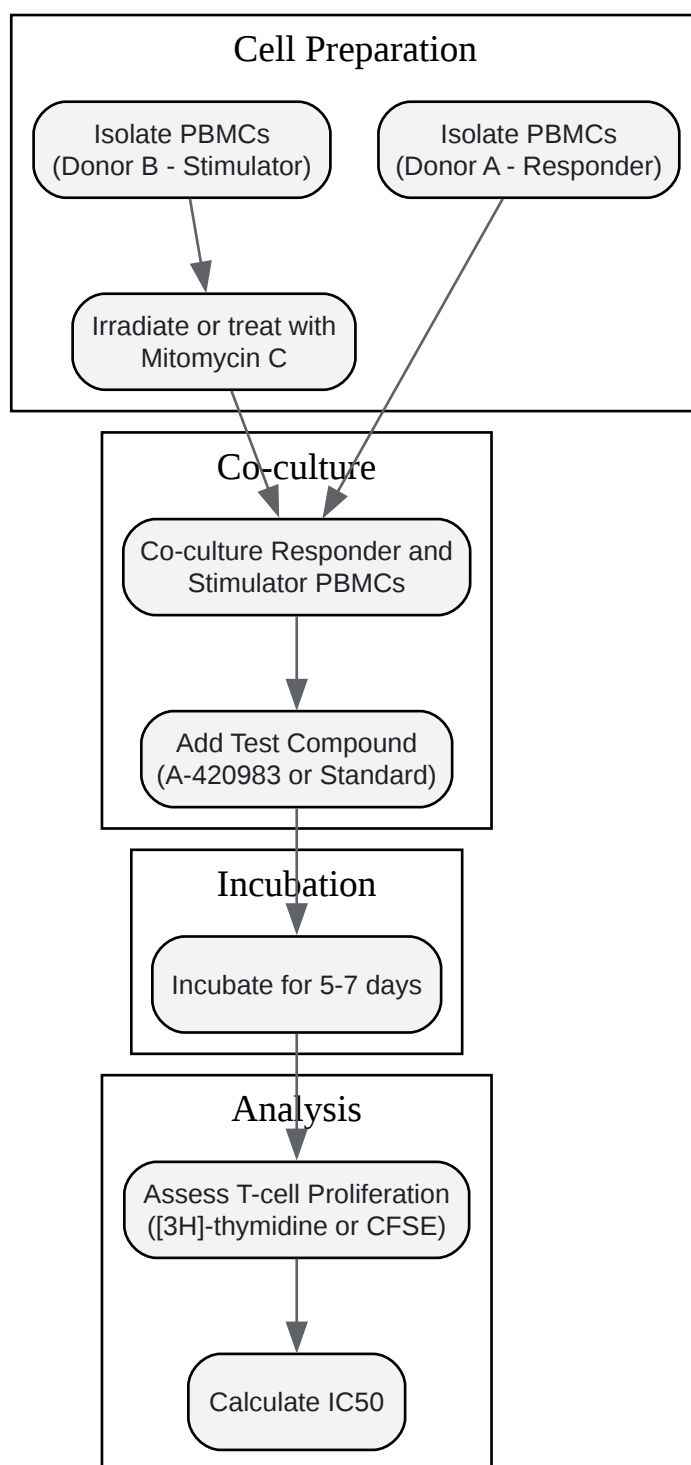 Cell Preparation
Isolate PBMCs
(Donor B - Stimulator)
Isolate PBMCs
(Donor A - Responder)
Irradiate or treat with
Mitomycin C
Co-culture
Co-culture Responder and
Stimulator PBMCs
Add Test Compound
(A-420983 or Standard)
Incubation
Incubate for 5-7 days
Analysis
Assess T-cell Proliferation
([3H]-thymidine or CFSE)
Calculate IC50